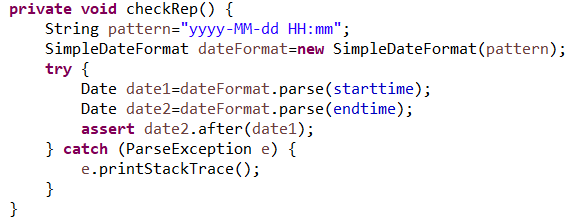 private void checkRep() {
    String pattern="yyyy-MM-dd HH:mm";
    SimpleDateFormat dateFormat=new SimpleDateFormat(pattern);
    try {
        Date date1=dateFormat.parse(starttime);
        Date date2=dateFormat.parse(endtime);
        assert date2.after(date1);
    } catch (ParseException e) {
        e.printStackTrace();
    }
}